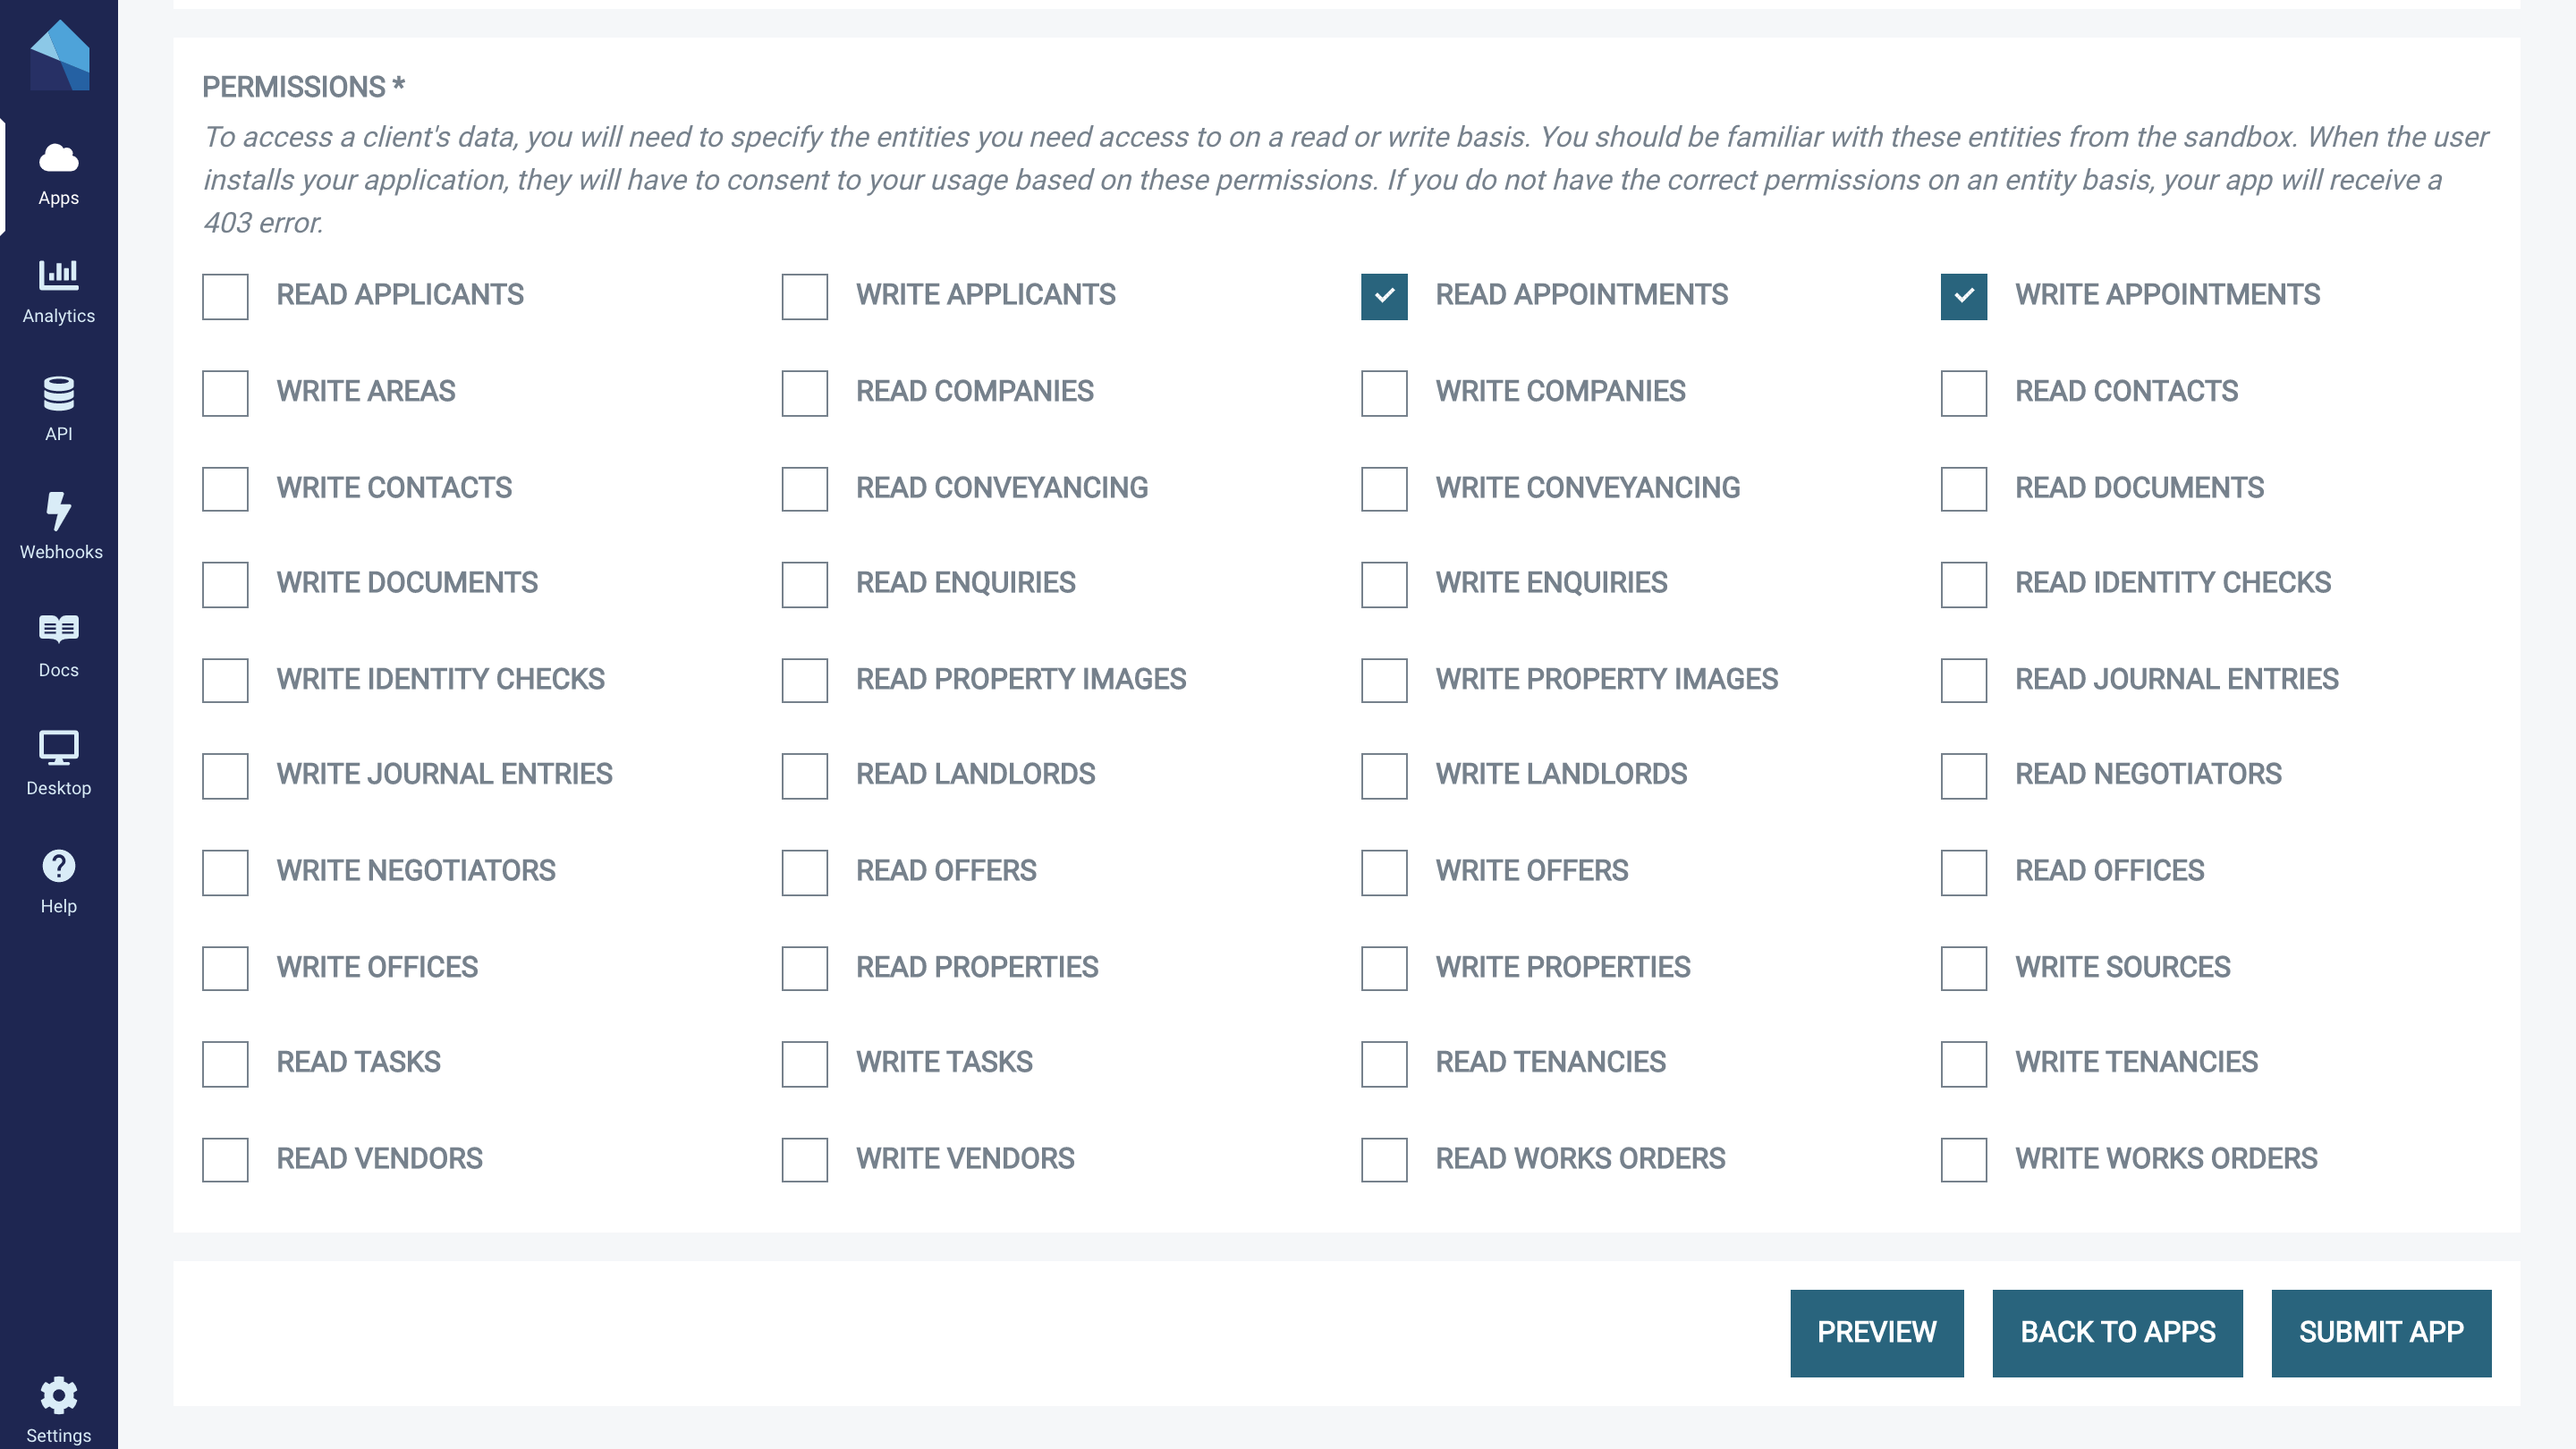 Apps
Analytics
API
Webhooks
Docs
Desktop
Help
Settings
PERMISSIONS *
To access a client's data, you will need to specify the entities you need access to on a read or write basis. You should be familiar with these entities from the sandbox. When the user
installs your application, they will have to consent to your usage based on these permissions. If you do not have the correct permissions on an entity basis, your app will receive a
403 error.
READ APPLICANTS WRITE APPLICANTS READ APPOINTMENTS WRITE APPOINTMENTS
WRITE AREAS READ COMPANIES WRITE COMPANIES READ CONTACTS
WRITE CONTACTS READ CONVEYANCING WRITE CONVEYANCING READ DOCUMENTS
WRITE DOCUMENTS READ ENQUIRIES WRITE ENQUIRIES READ IDENTITY CHECKS
WRITE IDENTITY CHECKS READ PROPERTY IMAGES WRITE PROPERTY IMAGES READ JOURNAL ENTRIES
WRITE JOURNAL ENTRIES READ LANDLORDS WRITE LANDLORDS READ NEGOTIATORS
WRITE NEGOTIATORS READ OFFERS WRITE OFFERS READ OFFICES
WRITE OFFICES READ PROPERTIES WRITE PROPERTIES WRITE SOURCES
READ TASKS WRITE TASKS READ TENANCIES WRITE TENANCIES
READ VENDORS WRITE VENDORS READ WORKS ORDERS WRITE WORKS ORDERS
PREVIEW BACK TO APPS SUBMIT APP